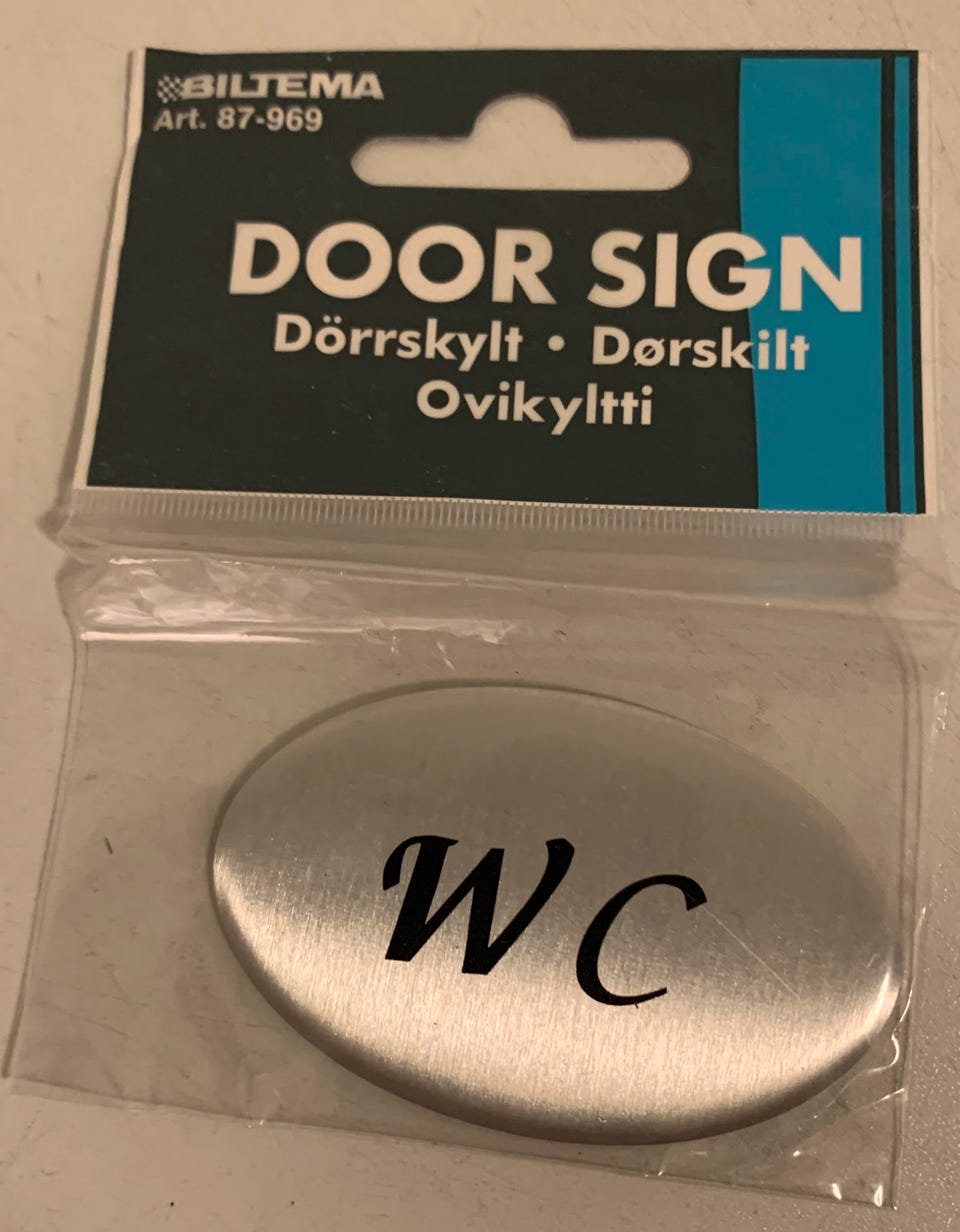 BILTEMA
Art. 87-969
DOOR SIGN
Dörrskylt • Dørskilt
Ovikyltti
WC